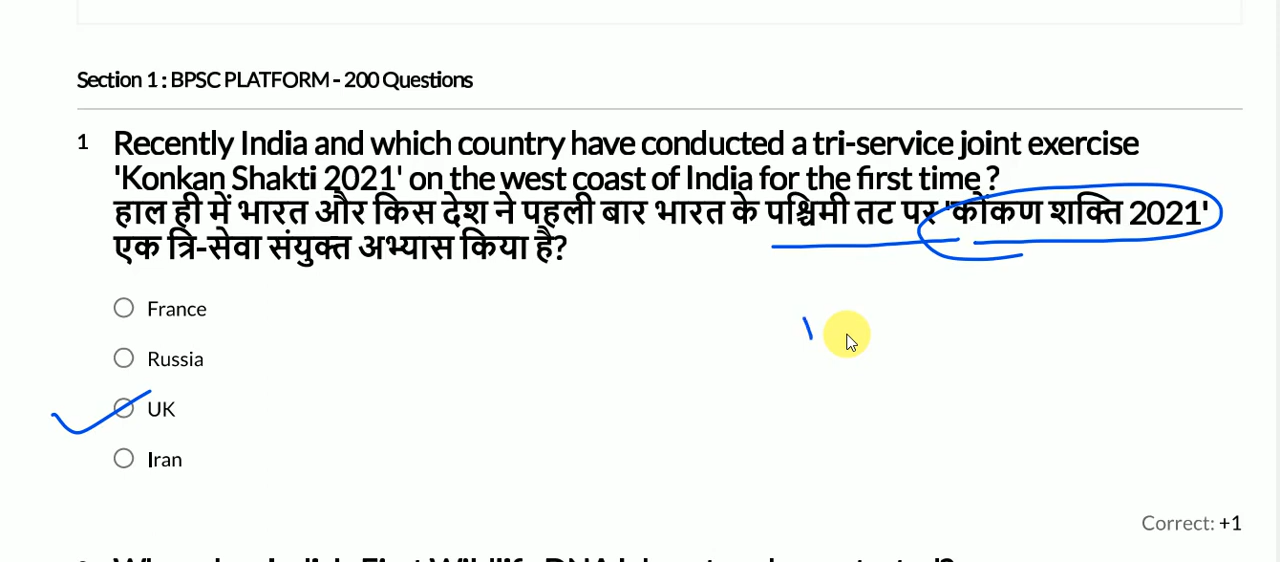 Section 1 : BPSC PLATFORM - 200 Questions
1 Recently India and which country have conducted a tri-service joint exercise
'Konkan Shakti 2021' on the west coast of India for the first time ?
हाल ही में भारत और किस देश ने पहली बार भारत के पश्चिमी तट पर 'कोंकण शक्ति 2021'
एक त्रि-सेवा संयुक्त अभ्यास किया है?
France
Russia
UK
Iran
Correct: +1